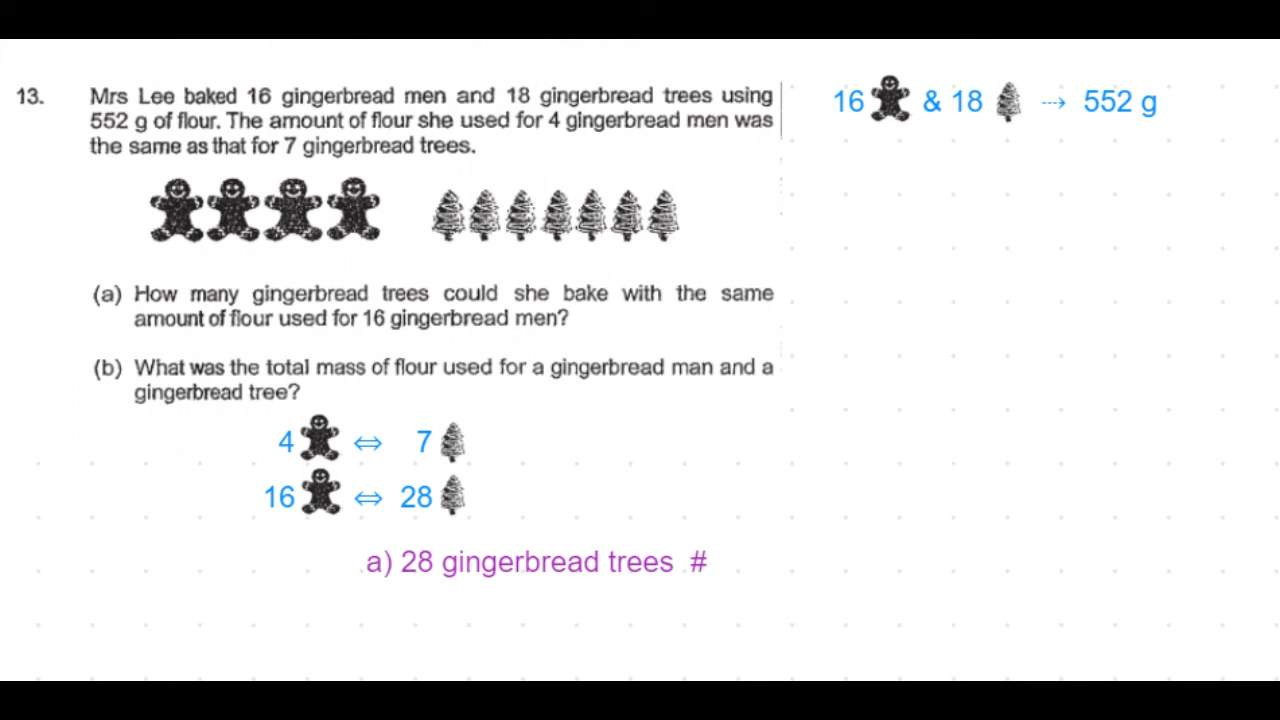 13. Mrs Lee baked 16 gingerbread men and 18 gingerbread trees using
552 g of flour. The amount of flour she used for 4 gingerbread men was
the same as that for 7 gingerbread trees.
(a) How many gingerbread trees could she bake with the same
amount of flour used for 16 gingerbread men?
(b) What was the total mass of flour used for a gingerbread man and a
gingerbread tree?
4 ⇔ 7
16 ⇔ 28
a) 28 gingerbread trees #
16 & 18 ⇢ 552 g